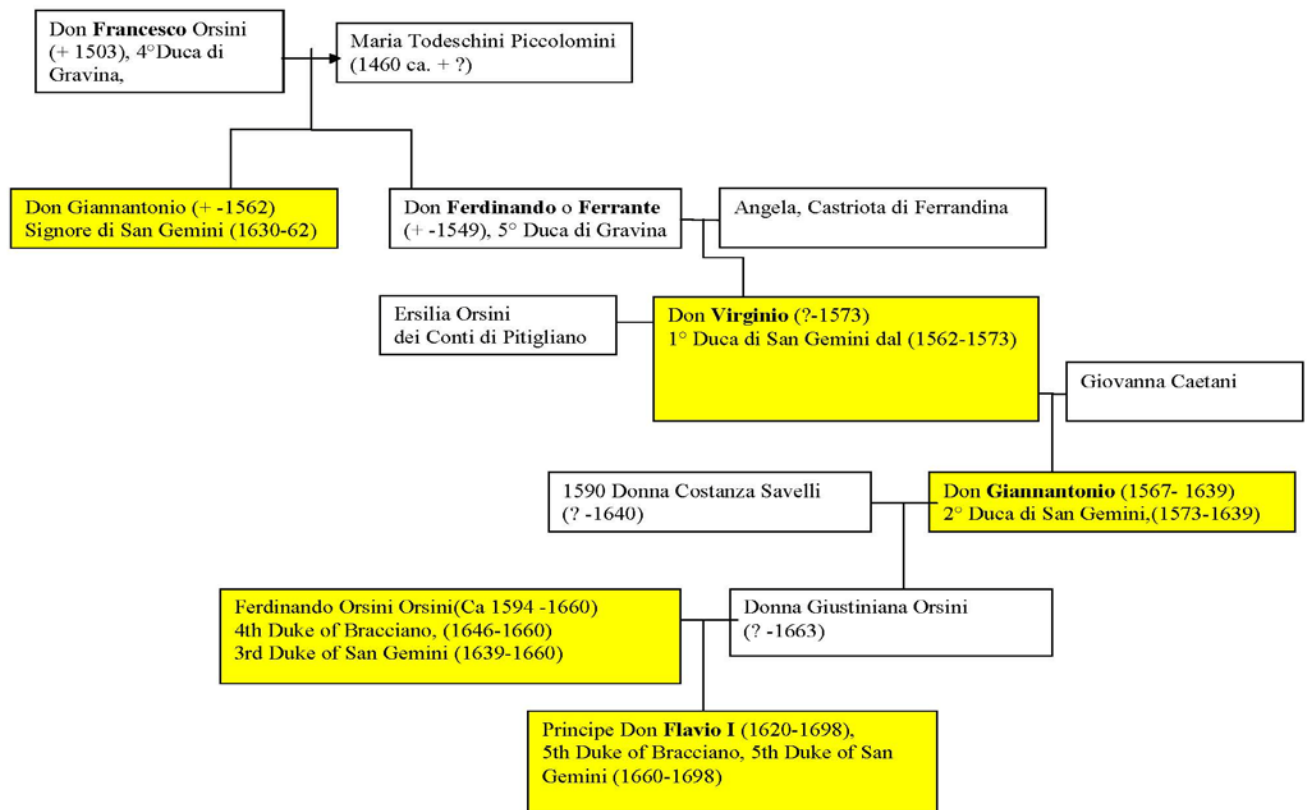 Don Francesco Orsini
(+ 1503), 4°Duca di
Gravina,
Maria Todeschini Piccolomini
(1460 ca. + ?)
Don Giannantonio (+ -1562)
Signore di San Gemini (1630-62)
Don Ferdinando o Ferrante
(+ -1549), 5° Duca di Gravina
Angela, Castriota di Ferrandina
Ersilia Orsini
dei Conti di Pitigliano
Don Virginio (?-1573)
1° Duca di San Gemini dal (1562-1573)
Giovanna Caetani
1590 Donna Costanza Savelli
(? -1640)
Don Giannantonio (1567- 1639)
2° Duca di San Gemini,(1573-1639)
Ferdinando Orsini Orsini(Ca 1594 -1660)
4th Duke of Bracciano, (1646-1660)
3rd Duke of San Gemini (1639-1660)
Donna Giustiniana Orsini
(? -1663)
Principe Don Flavio I (1620-1698),
5th Duke of Bracciano, 5th Duke of San
Gemini (1660-1698)